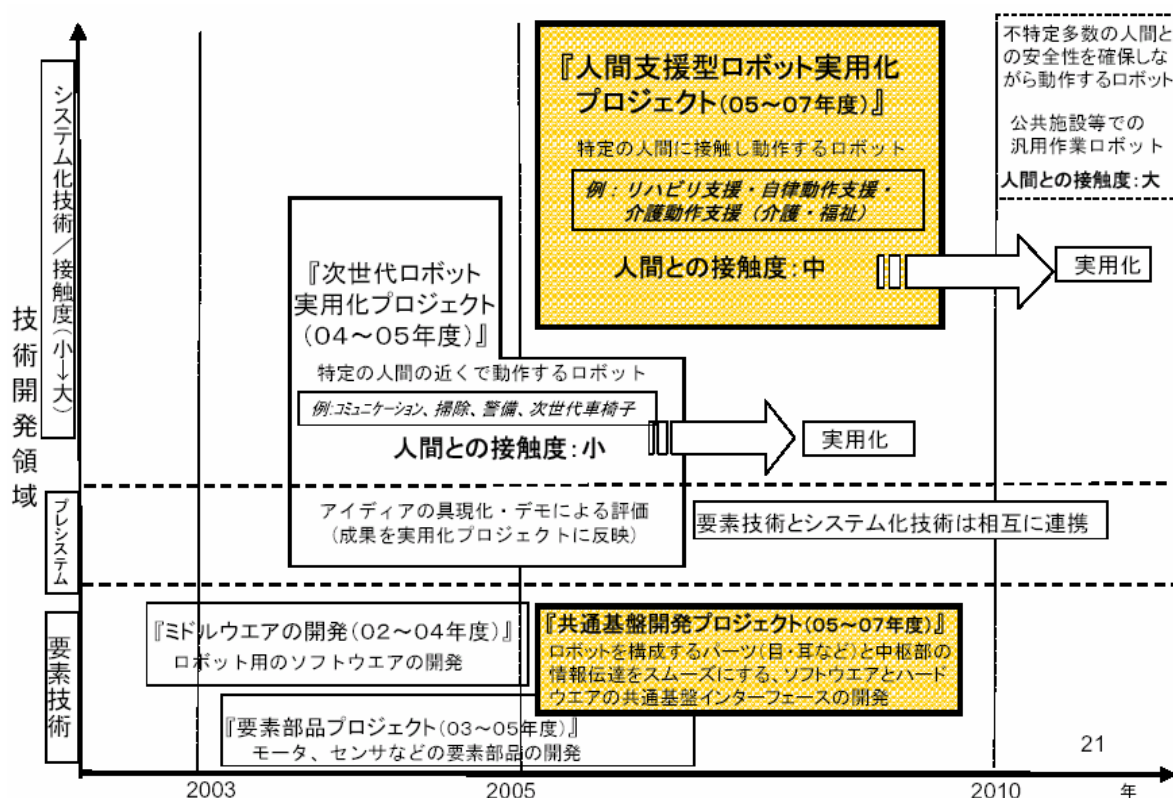 技術開発領域
システム化技術／接触度(小→大)
プレシステム
要素技術
『人間支援型ロボット実用化
プロジェクト(05～07年度)』
特定の人間に接触し動作するロボット
例：リハビリ支援・自律動作支援・
介護動作支援（介護・福祉）
人間との接触度:中
実用化
不特定多数の人間と
の安全性を確保しな
がら動作するロボット
公共施設等での
汎用作業ロボット
人間との接触度:大
『次世代ロボット
実用化プロジェクト
(04～05年度)』
特定の人間の近くで動作するロボット
例:コミュニケーション、掃除、警備、次世代車椅子
人間との接触度:小
実用化
アイディアの具現化・デモによる評価
(成果を実用化プロジェクトに反映)
要素技術とシステム化技術は相互に連携
『ミドルウエアの開発(02～04年度)』
ロボット用のソフトウエアの開発
『共通基盤開発プロジェクト(05～07年度)』
ロボットを構成するパーツ(目・耳など)と中枢部の
情報伝達をスムーズにする、ソフトウエアとハード
ウエアの共通基盤インターフェースの開発
『要素部品プロジェクト(03～05年度)』
モータ、センサなどの要素部品の開発
21
2003
2005
2010
年